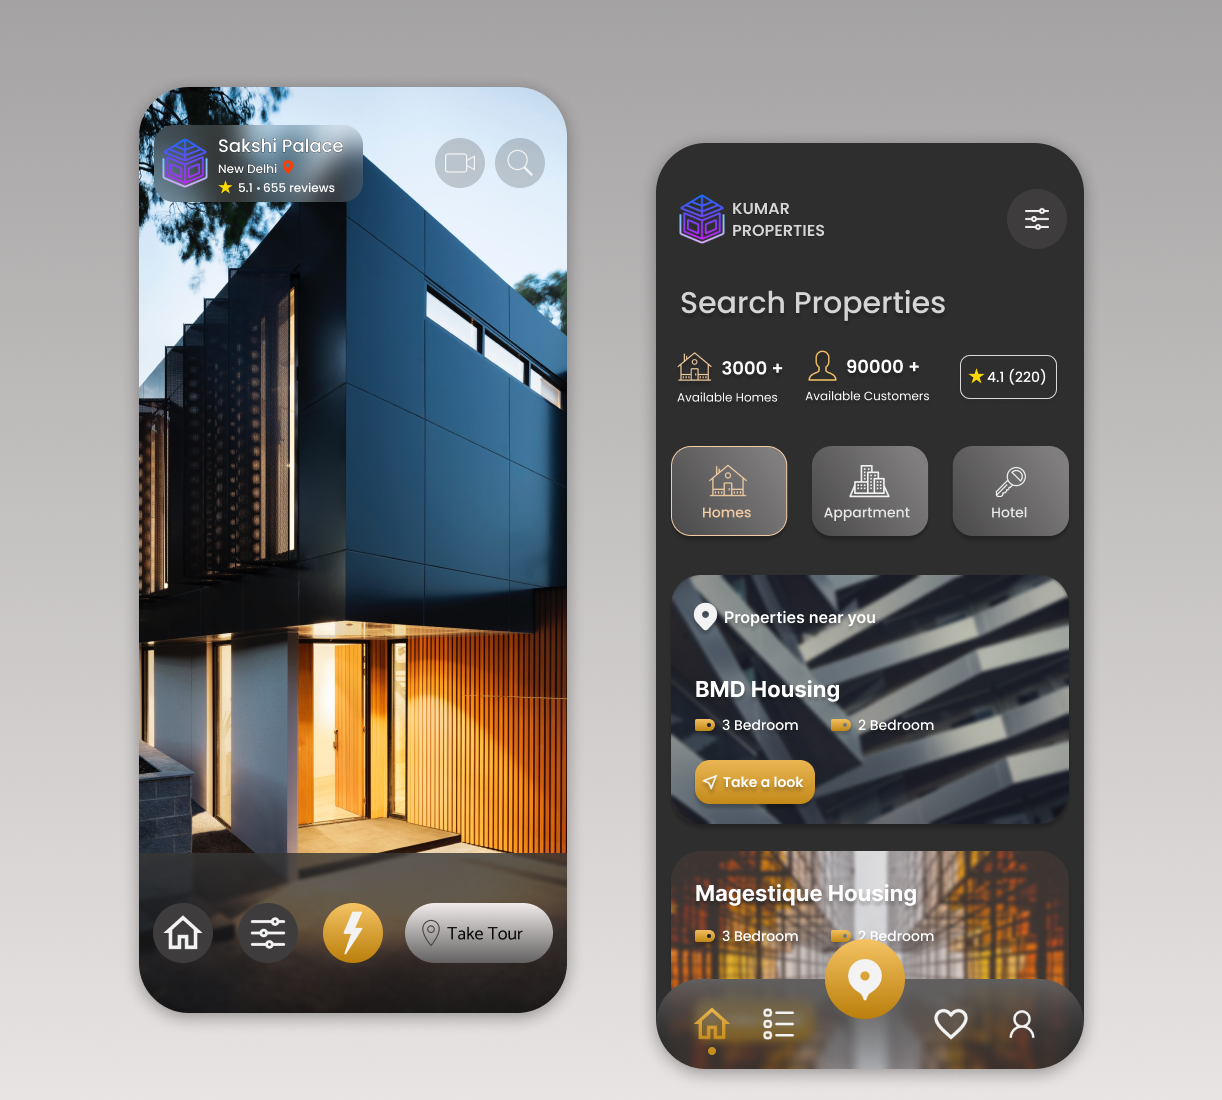 Sakshi Palace
New Delhi
5.1 • 655 reviews
Take Tour
KUMAR
PROPERTIES
Search Properties
3000 +
Available Homes
90000 +
Available Customers
4.1 (220)
Homes
Appartment
Hotel
Properties near you
BMD Housing
3 Bedroom
2 Bedroom
Take a look
Magestique Housing
3 Bedroom
2 Bedroom